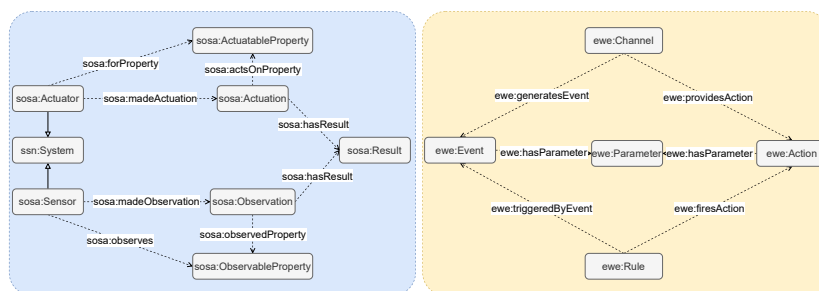 sosa:ActuatableProperty
sosa:forProperty
sosa:actsOnProperty
sosa:Actuator
sosa:madeActuation
sosa:Actuation
sosa:hasResult
ssn:System
sosa:Result
sosa:hasResult
sosa:Sensor
sosa:madeObservation
sosa:Observation
sosa:observedProperty
sosa:observes
sosa:ObservableProperty
ewe:Channel
ewe:generatesEvent
ewe:providesAction
ewe:Event
ewe:hasParameter
ewe:Parameter
ewe:hasParameter
ewe:Action
ewe:triggeredByEvent
ewe:firesAction
ewe:Rule